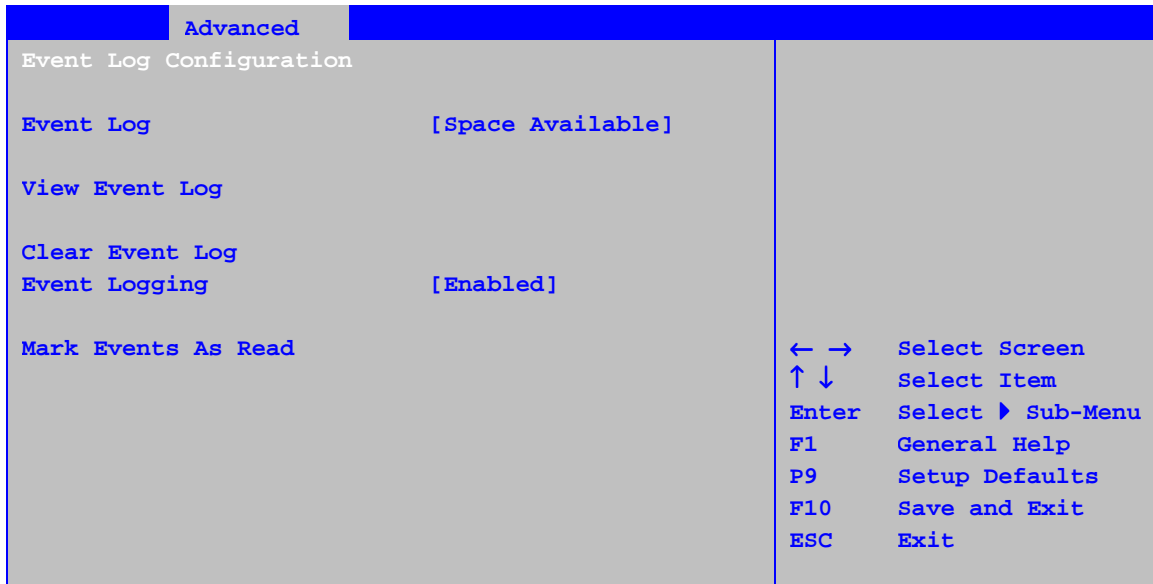 Advanced
Event Log Configuration
Event Log [Space Available]
View Event Log
Clear Event Log
Event Logging [Enabled]
Mark Events As Read
← → Select Screen
↑ ↓ Select Item
Enter Select ▶ Sub-Menu
F1 General Help
P9 Setup Defaults
F10 Save and Exit
ESC Exit